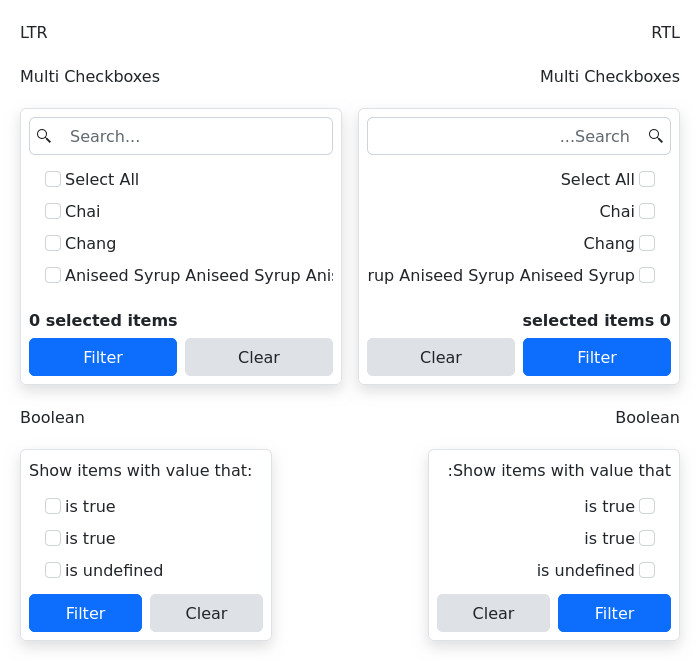 LTR
RTL
Multi Checkboxes
Multi Checkboxes
Search...
Select All
Chai
Chang
Aniseed Syrup Aniseed Syrup
0 selected items
Filter
Clear
...Search
Select All
Chai
Chang
Aniseed Syrup Aniseed Syrup
selected items 0
Clear
Filter
Boolean
Boolean
Show items with value that:
is true
is true
is undefined
Filter
Clear
:Show items with value that
is true
is true
is undefined
Clear
Filter